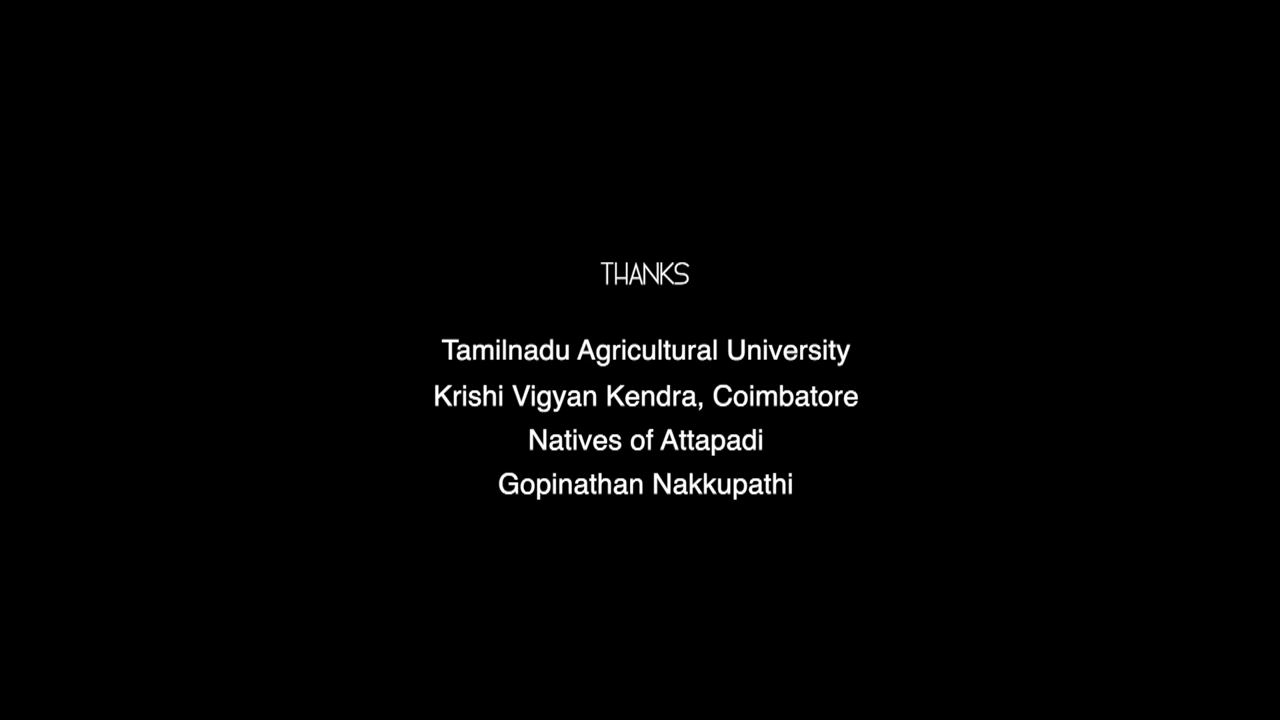 THANKS
Tamilnadu Agricultural University
Krishi Vigyan Kendra, Coimbatore
Natives of Attapadi
Gopinathan Nakkupathi